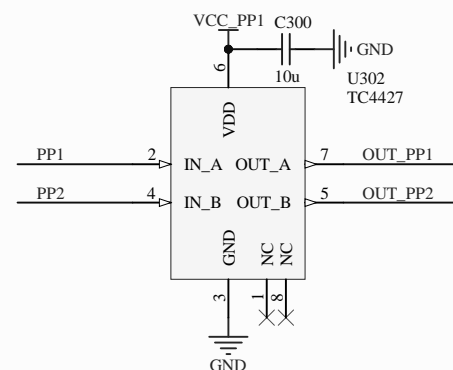 VCC_PP1
C300
GND
10u
U302
TC4427
6
VDD
PP1
2
IN_A
OUT_A
7
OUT_PP1
PP2
4
IN_B
OUT_B
5
OUT_PP2
GND
NC
NC
3
1
8
GND